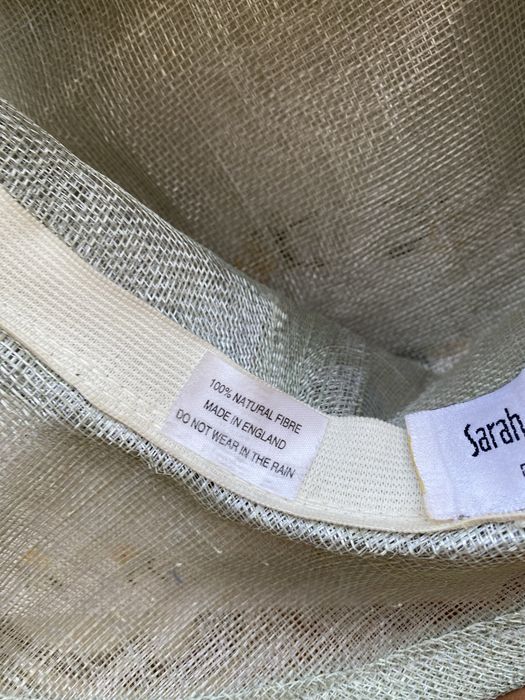 100% NATURAL FIBRE
MADE IN ENGLAND
DO NOT WEAR IN THE RAIN
Sarah